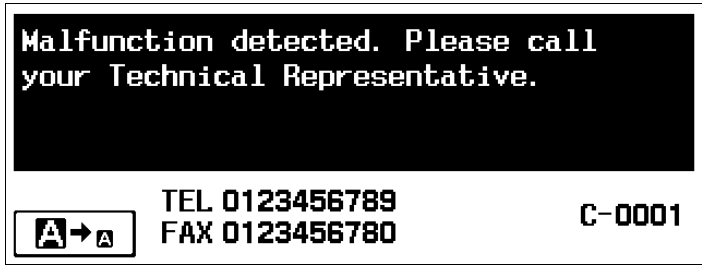 Malfunction detected. Please call
your Technical Representative.
TEL 0123456789
FAX 0123456780
C-0001
A→A